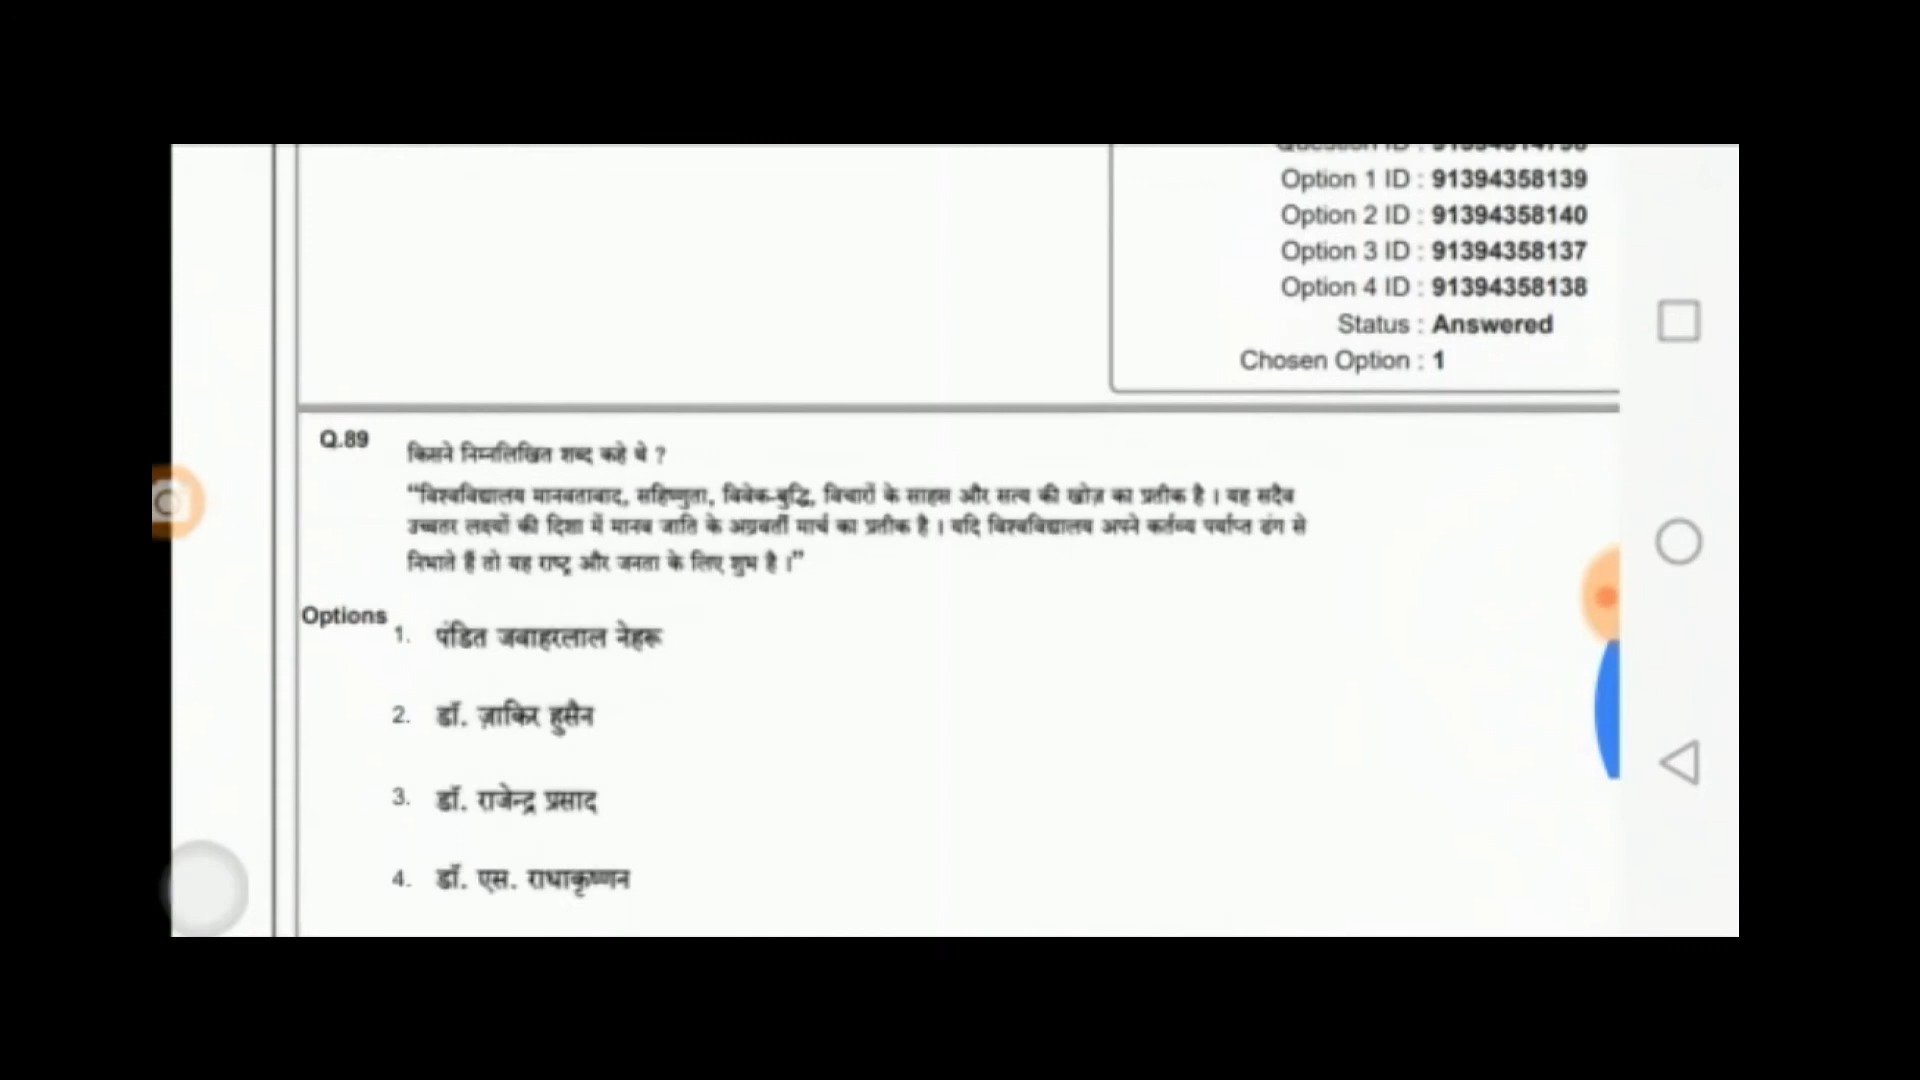 Option 1 ID : 91394358139
Option 2 ID : 91394358140
Option 3 ID : 91394358137
Option 4 ID : 91394358138
Status : Answered
Chosen Option : 1
Q.89
किसने निम्नलिखित शब्द कहे थे ?
“विश्वविद्यालय मानवतावाद, सहिष्णुता, विवेक-बुद्धि, विचारों के साहस और सत्य की खोज़ का प्रतीक है । यह सदैव
उच्चतर लक्ष्यों की दिशा में मानव जाति के अग्रवर्ती मार्च का प्रतीक है । यदि विश्वविद्यालय अपने कर्तव्य पर्याप्त ढंग से
निभाते हैं तो यह राष्ट्र और जनता के लिए शुभ है ।”
Options
1. पंडित जवाहरलाल नेहरू
2. डॉ. ज़ाकिर हुसैन
3. डॉ. राजेन्द्र प्रसाद
4. डॉ. एस. राधाकृष्णन